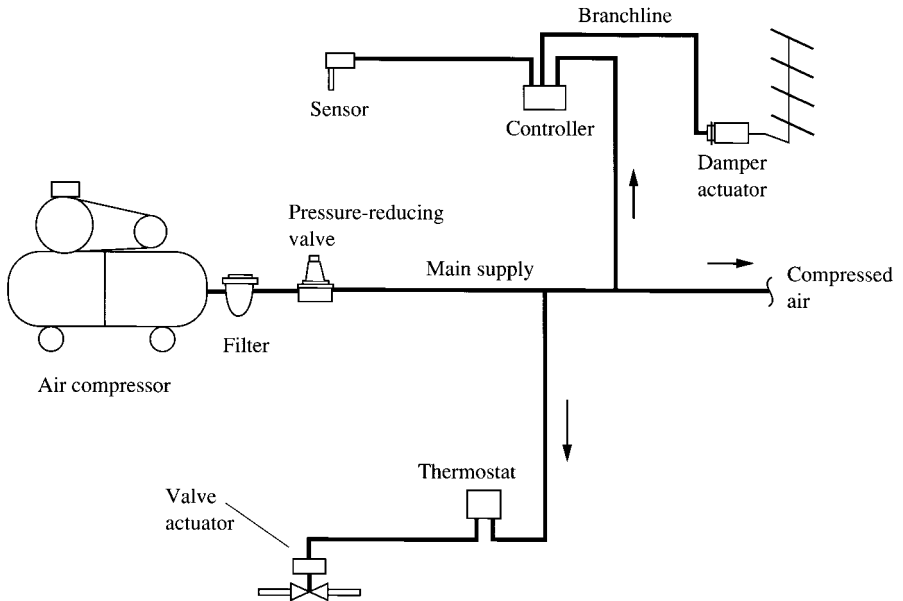 Branchline
Sensor
Controller
Damper
actuator
Pressure-reducing
valve
Main supply
Compressed
air
Filter
Air compressor
Thermostat
Valve
actuator